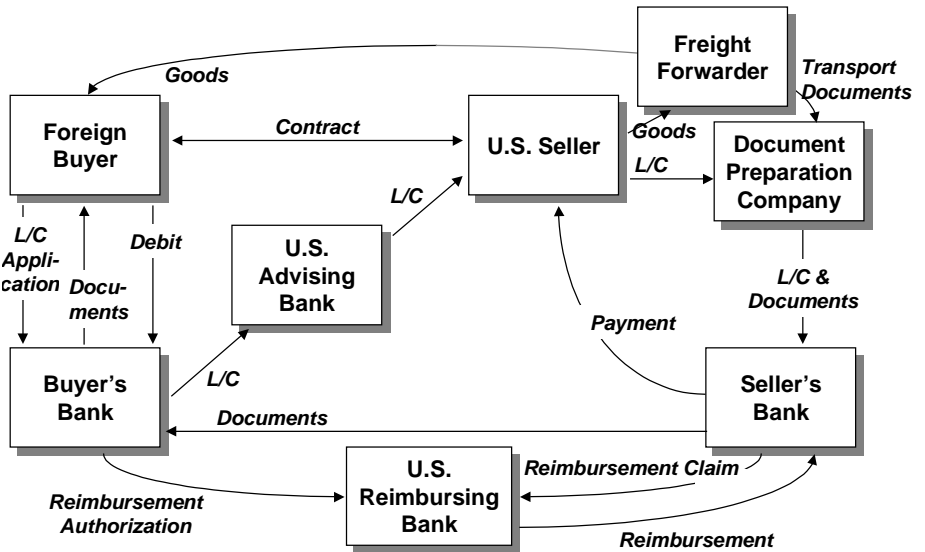 Freight
Forwarder
Goods
Transport
Documents
Foreign
Buyer
Contract
U.S. Seller
Goods
Document
Preparation
Company
L/C
L/C
L/C
Appli-
cation
Debit
Docu-
ments
U.S.
Advising
Bank
L/C &
Documents
Payment
Buyer’s
Bank
L/C
Seller’s
Bank
Documents
U.S.
Reimbursing
Bank
Reimbursement Claim
Reimbursement
Authorization
Reimbursement